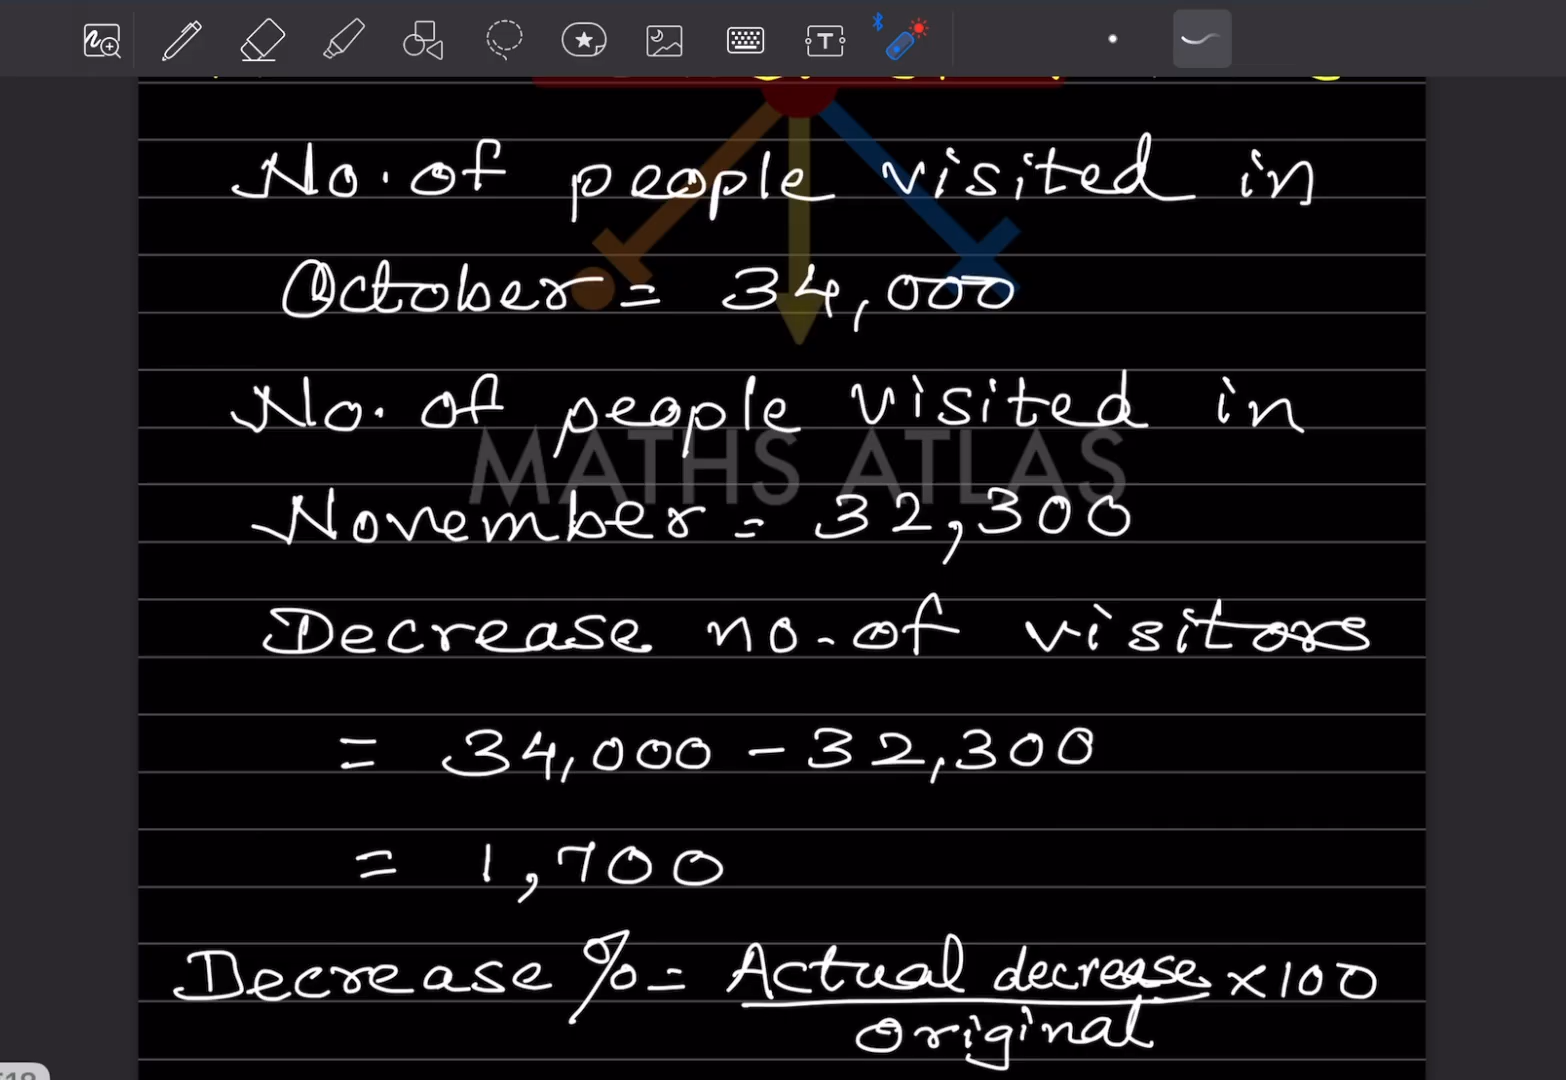 No. of people visited in
October = 34,000
No. of people visited in
MATHS ATLAS
November = 32,300
Decrease no. of visitors
= 34,000 - 32,300
= 1,700
Decrease % = Actual decrease × 100
original